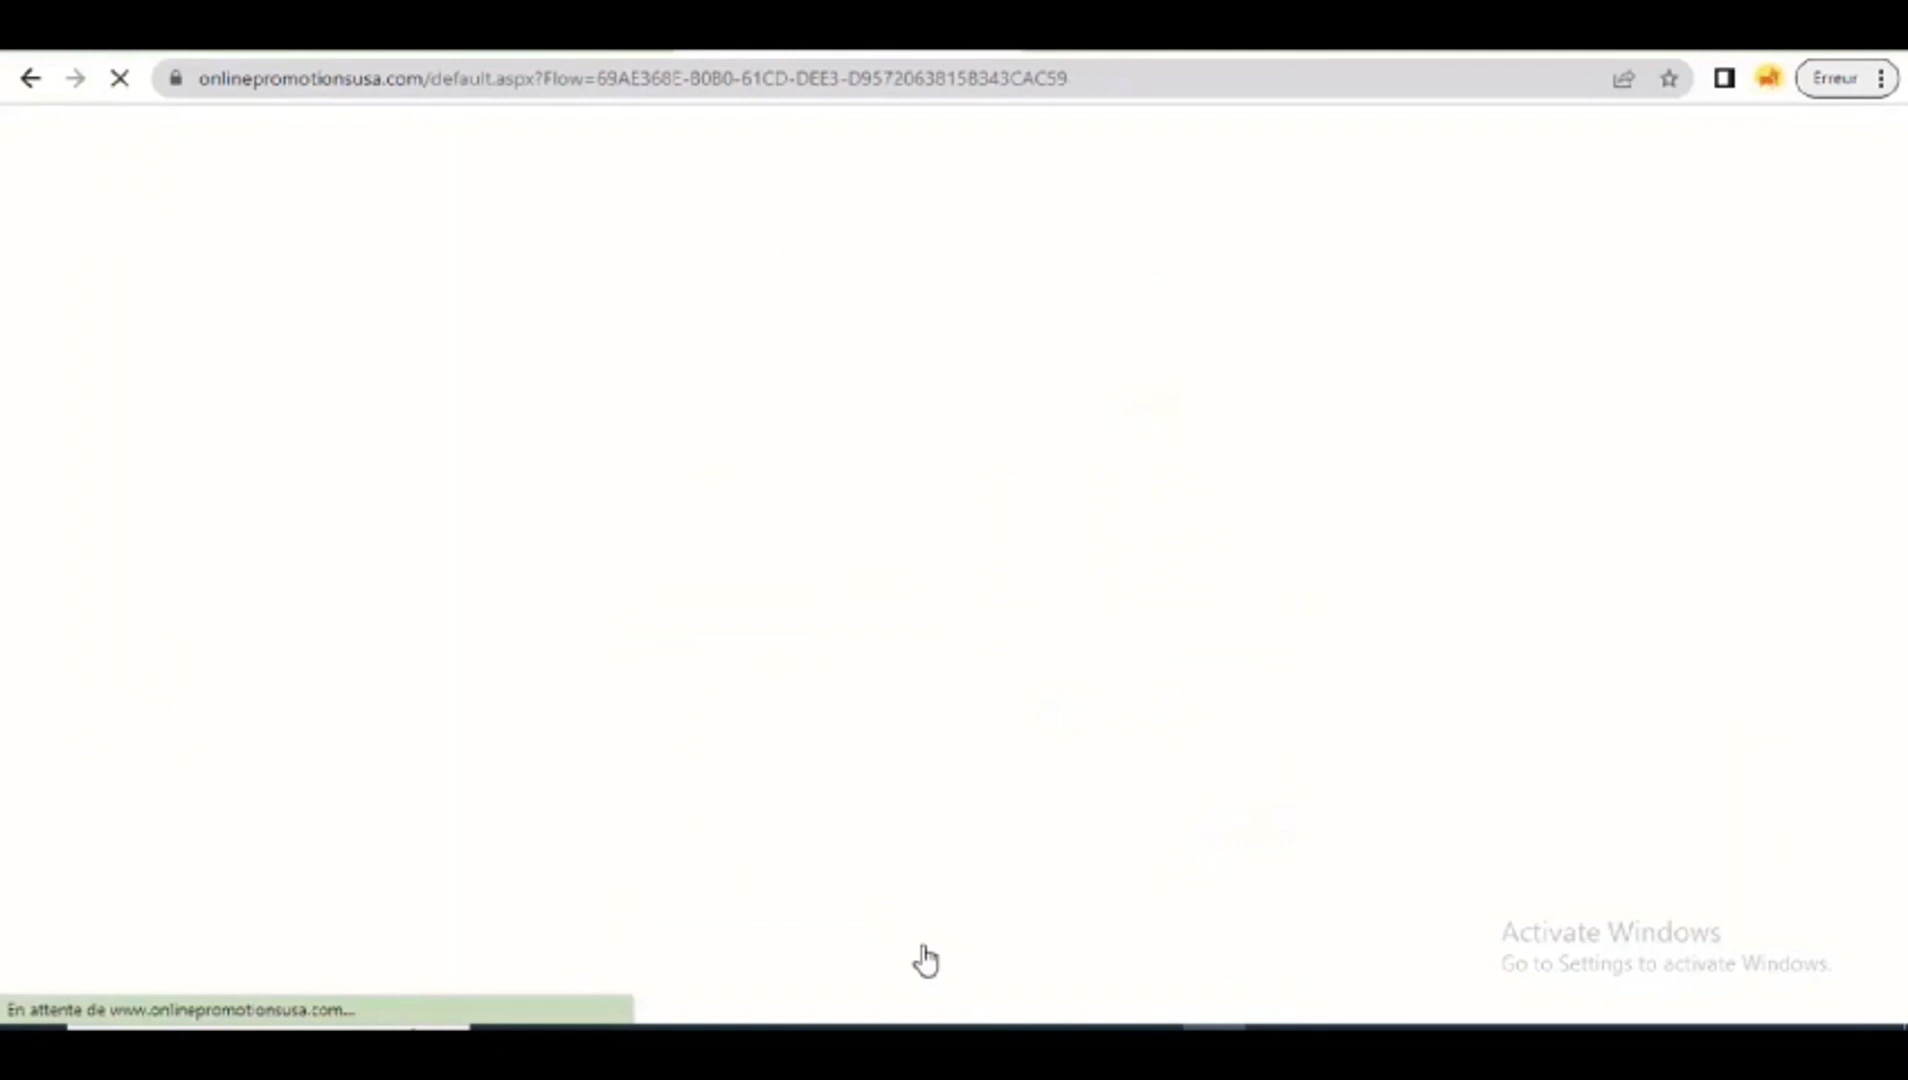 onlinepromotionsusa.com/default.aspx?Flow=69AE368E-80B0-61CD-DEE3-D95720638158343CAC59
Erreur
Activate Windows
Go to Settings to activate Windows.
En attente de www.onlinepromotionsusa.com...